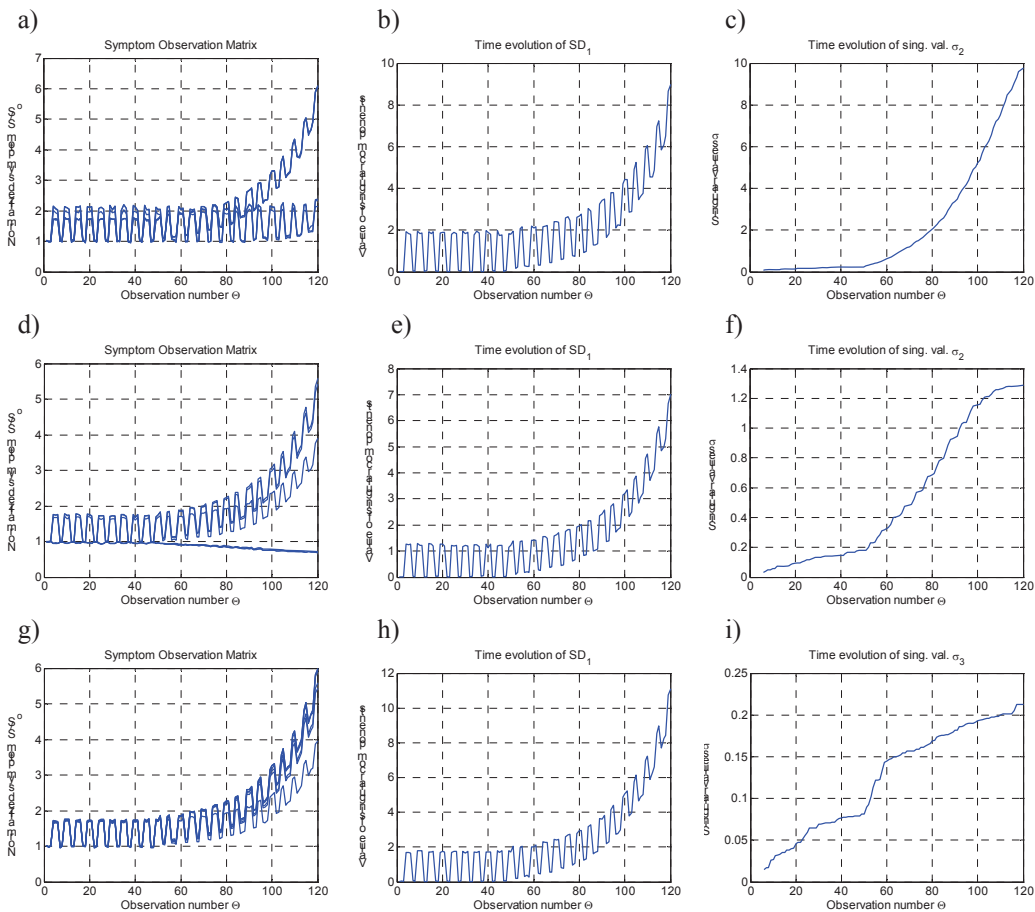 a)
Symptom Observation Matrix
7
6
5
4
3
2
1
0
0 20 40 60 80 100 120
Observation number Θ
b)
Time evolution of SD1
10
8
6
4
2
0
0 20 40 60 80 100 120
Observation number Θ
c)
Time evolution of sing. val. σ2
10
8
6
4
2
0
0 20 40 60 80 100 120
Observation number Θ
d)
Symptom Observation Matrix
6
5
4
3
2
1
0
0 20 40 60 80 100 120
Observation number Θ
e)
Time evolution of SD1
8
7
6
5
4
3
2
1
0
0 20 40 60 80 100 120
Observation number Θ
f)
Time evolution of sing. val. σ2
1.4
1.2
1
0.8
0.6
0.4
0.2
0
0 20 40 60 80 100 120
Observation number Θ
g)
Symptom Observation Matrix
6
5
4
3
2
1
0
0 20 40 60 80 100 120
Observation number Θ
h)
Time evolution of SD1
12
10
8
6
4
2
0
0 20 40 60 80 100 120
Observation number Θ
i)
Time evolution of sing. val. σ3
0.25
0.2
0.15
0.1
0.05
0
0 20 40 60 80 100 120
Observation number Θ